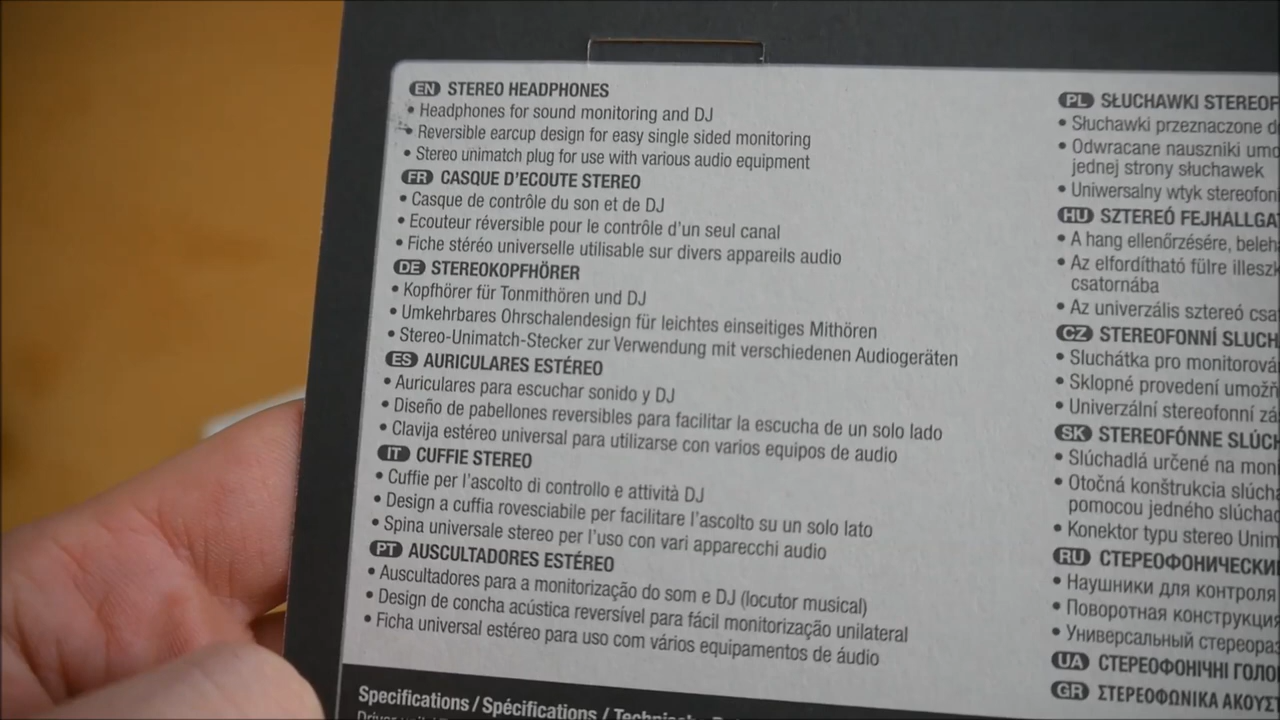 EN STEREO HEADPHONES
• Headphones for sound monitoring and DJ
• Reversible earcup design for easy single sided monitoring
• Stereo unimatch plug for use with various audio equipment
FR CASQUE D'ECOUTE STEREO
• Casque de contrôle du son et de DJ
• Ecouteur réversible pour le contrôle d'un seul canal
• Fiche stéréo universelle utilisable sur divers appareils audio
DE STEREOKOPFHÖRER
• Kopfhörer für Tonmithören und DJ
• Umkehrbares Ohrschalendesign für leichtes einseitiges Mithören
• Stereo-Unimatch-Stecker zur Verwendung mit verschiedenen Audiogeräten
ES AURICULARES ESTÉREO
• Auriculares para escuchar sonido y DJ
• Diseño de pabellones reversibles para facilitar la escucha de un solo lado
• Clavija estéreo universal para utilizarse con varios equipos de audio
IT CUFFIE STEREO
• Cuffie per l'ascolto di controllo e attività DJ
• Design a cuffia rovesciabile per facilitare l'ascolto su un solo lato
• Spina universale stereo per l'uso con vari apparecchi audio
PT AUSCULTADORES ESTÉREO
• Auscultadores para a monitorização do som e DJ (locutor musical)
• Design de concha acústica reversível para fácil monitorização unilateral
• Ficha universal estéreo para uso com vários equipamentos de áudio
Specifications / Spécifications /
PL SŁUCHAWKI STEREOF
• Słuchawki przeznaczone d
• Odwracane nauszniki umo
jednej strony słuchawek
• Uniwersalny wtyk stereofon
HU SZTEREÓ FEJHALLGA
• A hang ellenőrzésére, beleh
• Az elfordítható fülre illeszk
csatornába
• Az univerzális sztereó csa
CZ STEREOFONNÍ SLUCH
• Sluchátka pro monitorová
• Sklopné provedení umožň
• Univerzální stereofonní zá
SK STEREOFÓNNE SLÚCH
• Slúchadlá určené na mon
• Otočná konštrukcia slúcha
pomocou jedného slúchad
• Konektor typu stereo Unim
RU СТЕРЕОФОНИЧЕСКИ
• Наушники для контроля
• Поворотная конструкция
• Универсальный стереораз
UA СТЕРЕОФОНІЧНІ ГОЛО
GR ΣΤΕΡΕΟΦΩΝΙΚΑ ΑΚΟΥΣΤ